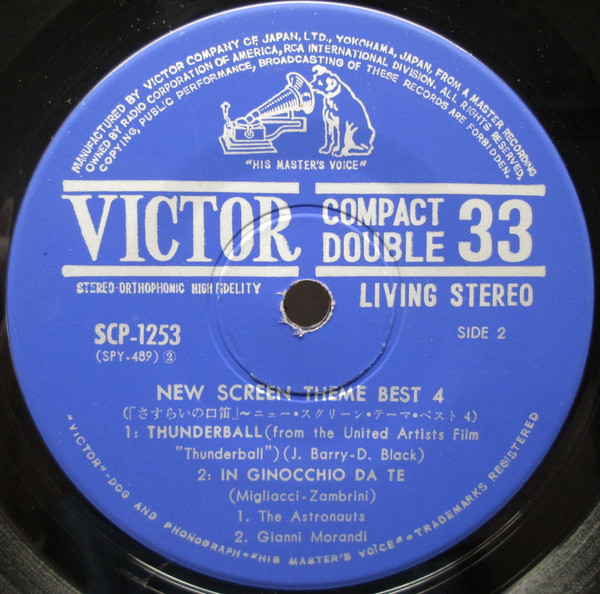 MANUFACTURED BY VICTOR COMPANY OF JAPAN, LTD., YOKOHAMA, JAPAN, FROM A MASTER RECORDING
OWNED BY RADIO CORPORATION OF AMERICA, RCA INTERNATIONAL DIVISION. ALL RIGHTS RESERVED,
COPYING, PUBLIC PERFORMANCE, BROADCASTING OF THESE RECORDS ARE FORBIDDEN.
"HIS MASTER'S VOICE"
VICTOR COMPACT DOUBLE 33
STEREO-ORTHOPHONIC HIGH FIDELITY
LIVING STEREO
SCP-1253
(SPY-489) ②
SIDE 2
NEW SCREEN THEME BEST 4
(「さすらいの口笛」~ニュー・スクリーン・テーマ・ベスト 4)
1: THUNDERBALL (from the United Artists Film
"Thunderball") (J. Barry-D. Black)
2: IN GINOCCHIO DA TE
(Migliacci-Zambrini)
1. The Astronauts
2. Gianni Morandi
"VICTOR"-DOG AND PHONOGRAPH-"HIS MASTER'S VOICE"-TRADEMARKS REGISTERED